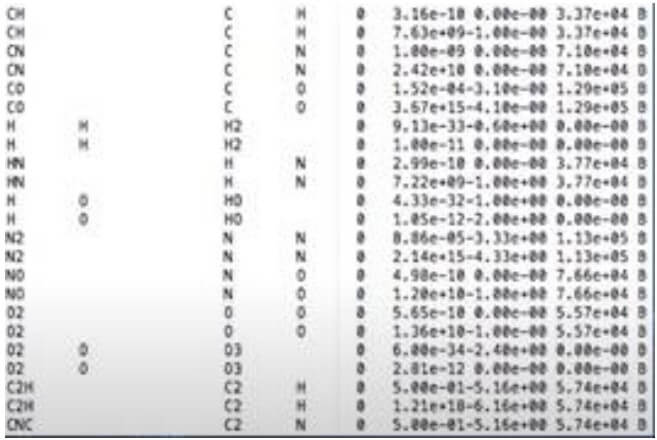 CH C H 0 3.16e-10 0.00e-00 3.37e+04 B
CH C H 0 7.63e+09-1.00e-00 3.37e+04 B
CN C N 0 1.00e-09 0.00e-00 7.10e+04 B
CN C N 0 2.42e+10 0.00e-00 7.10e+04 B
CO C O 0 1.52e-04-3.10e-00 1.29e+05 B
CO C O 0 3.67e+15-4.10e-00 1.29e+05 B
H H H2 0 9.13e-33-0.60e+00 0.00e-00 B
H H H2 0 1.00e-11 0.00e-00 0.00e-00 B
HN H N 0 2.99e-10 0.00e-00 3.77e+04 B
HN H N 0 7.22e+09-1.00e+00 3.77e+04 B
H O HO 0 4.33e-32-1.00e+00 0.00e-00 B
H O HO 0 1.05e-12-2.00e+00 0.00e-00 B
N2 N N 0 8.86e-05-3.33e+00 1.13e+05 B
N2 N N 0 2.14e+15-4.33e+00 1.13e+05 B
NO N O 0 4.98e-10 0.00e-00 7.66e+04 B
NO N O 0 1.20e+10-1.00e+00 7.66e+04 B
O2 O O 0 5.65e-10 0.00e-00 5.57e+04 B
O2 O O 0 1.36e+10-1.00e-00 5.57e+04 B
O2 O O3 0 6.00e-34-2.40e+00 0.00e-00 B
O2 O O3 0 2.81e-12 0.00e-00 0.00e-00 B
C2H C2 H 0 5.00e-01-5.16e+00 5.74e+04 B
C2H C2 H 0 1.21e+18-6.16e+00 5.74e+04 B
CNC C2 N 0 5.00e-01-5.16e+00 5.74e+04 B